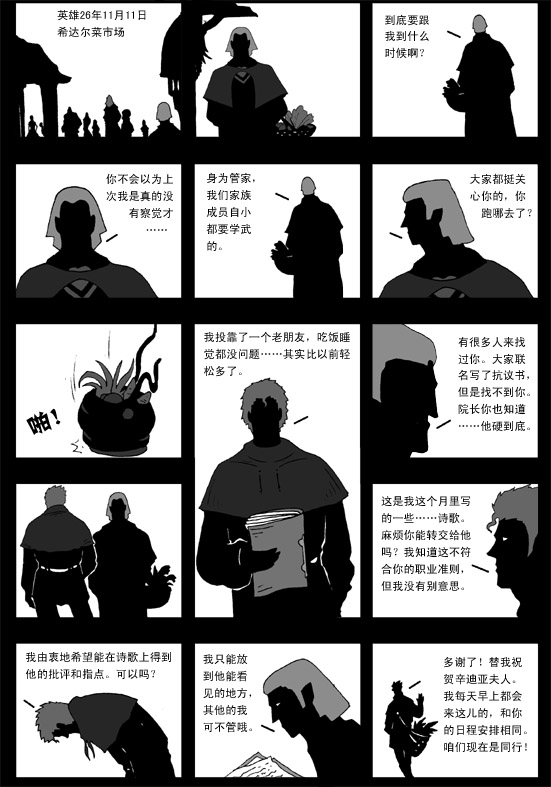 英雄26年11月11日
希达尔菜市场
到底要跟
我到什么
时候啊？
你不会以为上
次我是真的没
有察觉才
……
身为管家，
我们家族
成员自小
都要学武
的。
大家都挺关
心你的，你
跑哪去了？
啪！
我投靠了一个老朋友，吃饭睡
觉都没问题……其实比以前轻
松多了。
有很多人来找
过你。大家联
名写了抗议书，
但是找不到你。
院长你也知道
……他硬到底。
这是我这个月里写
的一些……诗歌。
麻烦你能转交给他
吗？我知道这不符
合你的职业准则，
但我没有别意思。
我由衷地希望能在诗歌上得到
他的批评和指点。可以吗？
我只能放
到他能看
见的地方，
其他的我
可不管哦。
多谢了！替我祝
贺辛迪亚夫人。
我每天早上都会
来这儿的，和你
的日程安排相同。
咱们现在是同行！